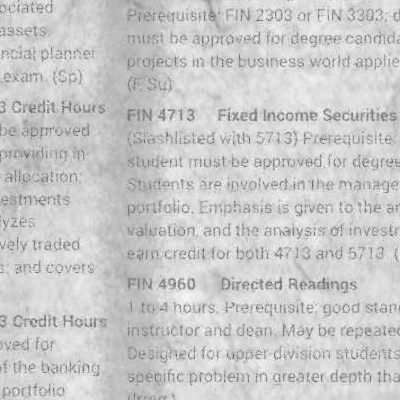 ociated
assets
ncial planner
exam. (Sp)
3 Credit Hours
be approved
providing in
allocation;
estments
lyzes
vely traded
s; and covers
3 Credit Hours
oved for
of the banking
portfolio
Prerequisite: FIN 2303 or FIN 3303; d
must be approved for degree candida
projects in the business world applie
(F, Su)
FIN 4713 Fixed Income Securities
(Slashlisted with 5713) Prerequisite:
student must be approved for degree
Students are involved in the manage
portfolio. Emphasis is given to the an
valuation, and the analysis of investm
earn credit for both 4713 and 5713. (
FIN 4960 Directed Readings
1 to 4 hours. Prerequisite: good stan
instructor and dean. May be repeated
Designed for upper-division students
specific problem in greater depth tha
(Irreg.)